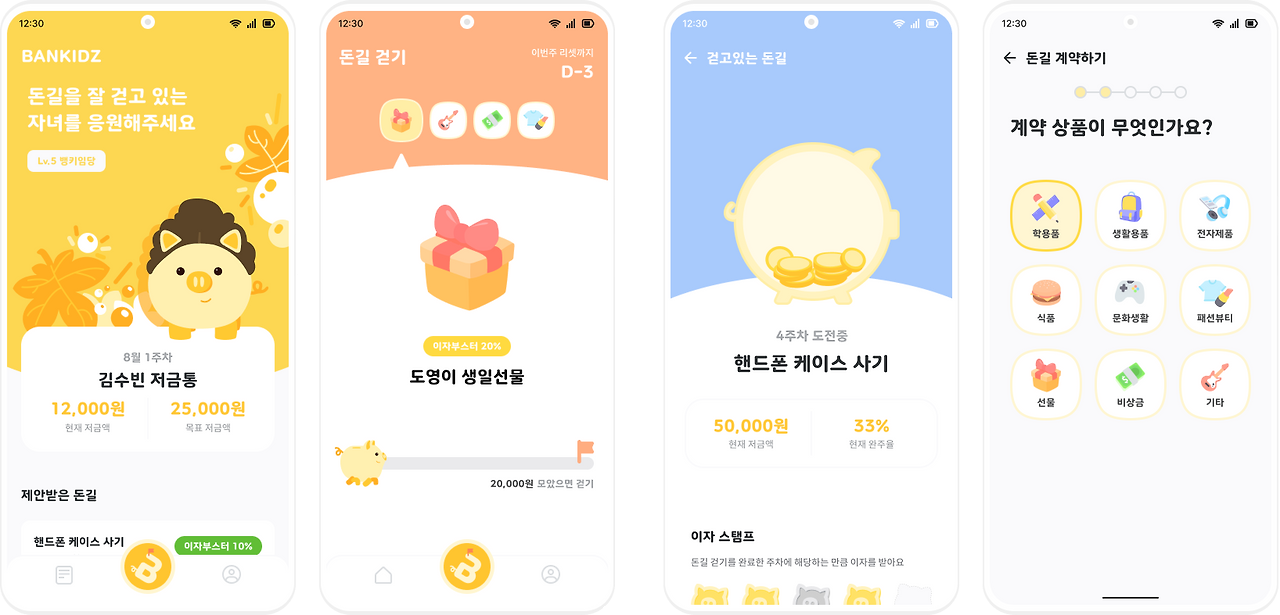 12:30
BANKIDZ
돈길을 잘 걷고 있는
자녀를 응원해주세요
Lv.5 뱅키임당
8월 1주차
김수빈 저금통
12,000원 25,000원
현재 저금액 목표 저금액
제안받은 돈길
핸드폰 케이스 사기
이자부스터 10%
12:30
돈길 걷기
이번주 리셋까지
D-3
이자부스터 20%
도영이 생일선물
20,000원 모았으면 걷기
12:30
걷고있는 돈길
4주차 도전중
핸드폰 케이스 사기
50,000원 33%
현재 저금액 현재 완주율
이자 스탬프
돈길 걷기를 완료한 주차에 해당하는 만큼 이자를 받아요
12:30
돈길 계약하기
계약 상품이 무엇인가요?
학용품 생활용품 전자제품
식품 문화생활 패션뷰티
선물 비상금 기타